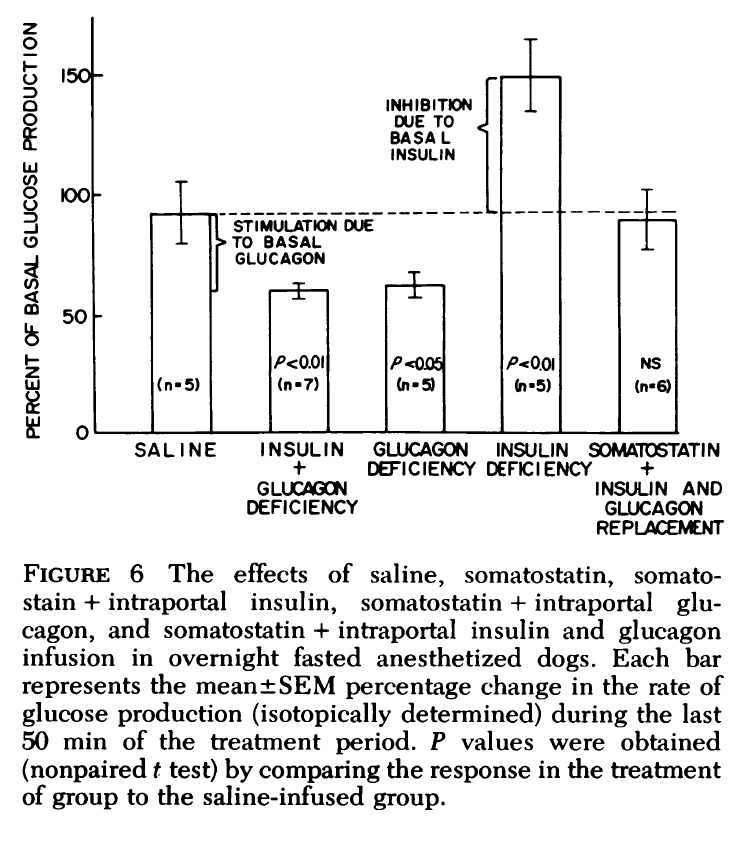 PERCENT OF BASAL GLUCOSE PRODUCTION
150
100
50
0
INHIBITION
DUE TO
BASAL
INSULIN
STIMULATION DUE
TO BASAL
GLUCAGON
(n=5)
P<0.01
(n=7)
P<0.05
(n=5)
P<0.01
(n=5)
NS
(n=6)
SALINE
INSULIN
+
GLUCAGON
DEFICIENCY
GLUCAGON
DEFICIENCY
INSULIN
DEFICIENCY
SOMATOSTATIN
+
INSULIN AND
GLUCAGON
REPLACEMENT
FIGURE 6 The effects of saline, somatostatin, somato-
stain + intraportal insulin, somatostatin + intraportal glu-
cagon, and somatostatin + intraportal insulin and glucagon
infusion in overnight fasted anesthetized dogs. Each bar
represents the mean±SEM percentage change in the rate of
glucose production (isotopically determined) during the last
50 min of the treatment period. P values were obtained
(nonpaired t test) by comparing the response in the treatment
of group to the saline-infused group.